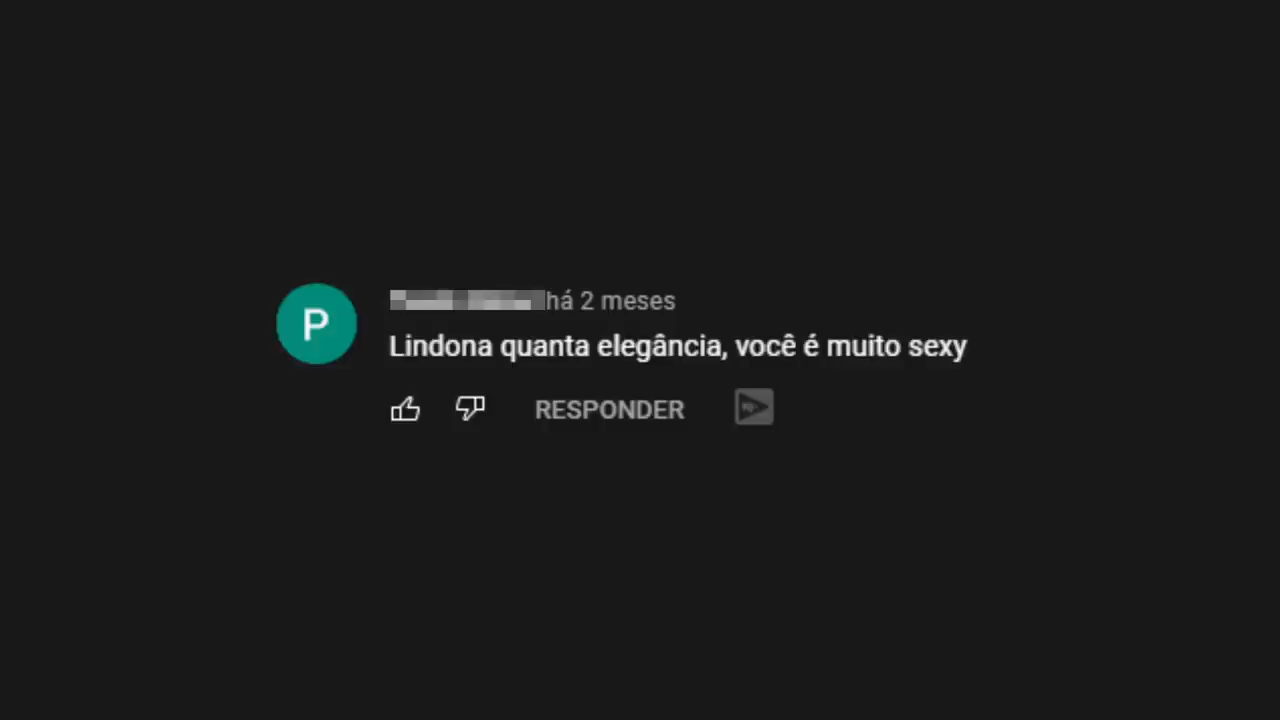 P
há 2 meses
Lindona quanta elegância, você é muito sexy
RESPONDER